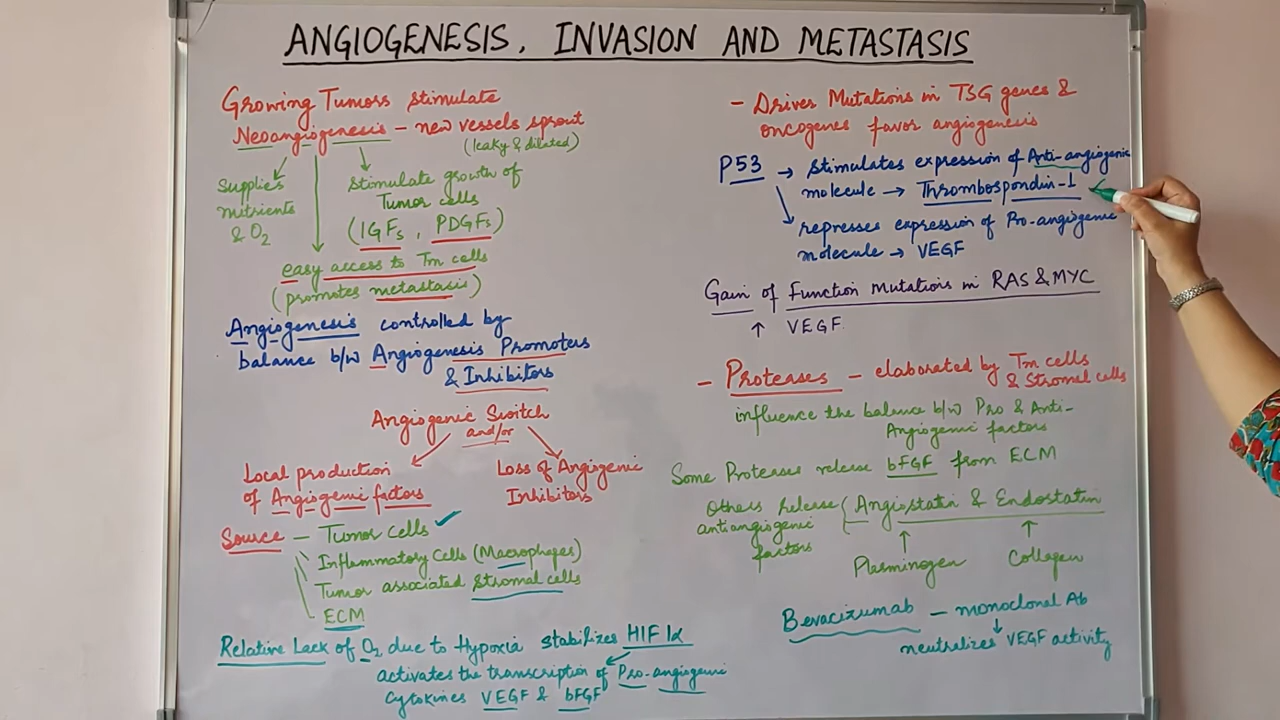 ANGIOGENESIS, INVASION AND METASTASIS
Growing Tumors stimulate
Neoangiogenesis – new vessels sprout
(leaky & dilated)
Supplies
nutrients
& O2
Stimulate growth of
Tumor cells
(IGFs, PDGFs)
easy access to Tm cells
(promotes metastasis)
Angiogenesis controlled by
balance b/w Angiogenesis Promoters
& Inhibitors
Angiogenic Switch
and/or
Local production
of Angiogenic factors
Loss of Angiogenic
Inhibitors
Source – Tumor Cells ✓
Inflammatory Cells (Macrophages)
Tumor associated Stromal cells
ECM
Relative Lack of O2 due to Hypoxia stabilizes HIF 1α
activates the transcription of Pro-angiogenic
Cytokines VEGF & bFGF
– Driver Mutations in TSG genes &
oncogenes favor angiogenesis
P53 → Stimulates expression of Anti-angiogenic
molecule → Thrombospondin-1
represses expression of Pro-angiogenic
molecule → VEGF
Gain of Function Mutations in RAS & MYC
↑ VEGF
– Proteases – elaborated by Tm cells
& Stromal cells
influence the balance b/w Pro & Anti-
Angiogenic factors
Some Proteases release bFGF from ECM
Others release (Angiostatin & Endostatin
antiangiogenic
factors
Plasminogen
Collagen
Bevacizumab – monoclonal Ab
neutralizes VEGF activity